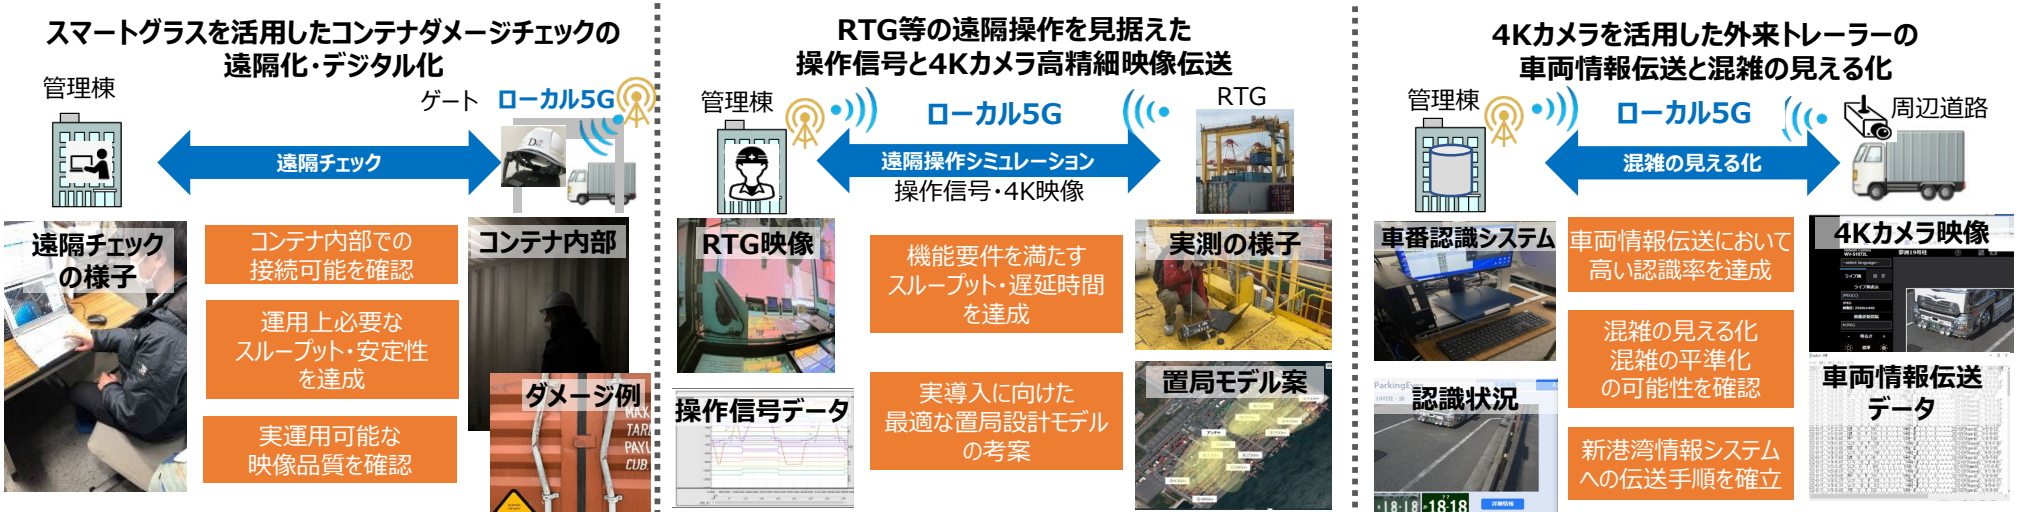 スマートグラスを活用したコンテナダメージチェックの
遠隔化・デジタル化
管理棟
ゲート
ローカル5G
遠隔チェック
遠隔チェック
の様子
コンテナ内部での
接続可能を確認
運用上必要な
スループット・安定性
を達成
実運用可能な
映像品質を確認
コンテナ内部
ダメージ例
RTG等の遠隔操作を見据えた
操作信号と4Kカメラ高精細映像伝送
管理棟
ローカル5G
RTG
遠隔操作シミュレーション
操作信号・4K映像
RTG映像
機能要件を満たす
スループット・遅延時間
を達成
実測の様子
操作信号データ
実導入に向けた
最適な置局設計モデル
の考案
置局モデル案
アンテナ
4Kカメラを活用した外来トレーラーの
車両情報伝送と混雑の見える化
管理棟
ローカル5G
周辺道路
混雑の見える化
車番認識システム
車両情報伝送において
高い認識率を達成
混雑の見える化
混雑の平準化
の可能性を確認
新港湾情報システム
への伝送手順を確立
4Kカメラ映像
認識状況
18-18
車両情報伝送
データ